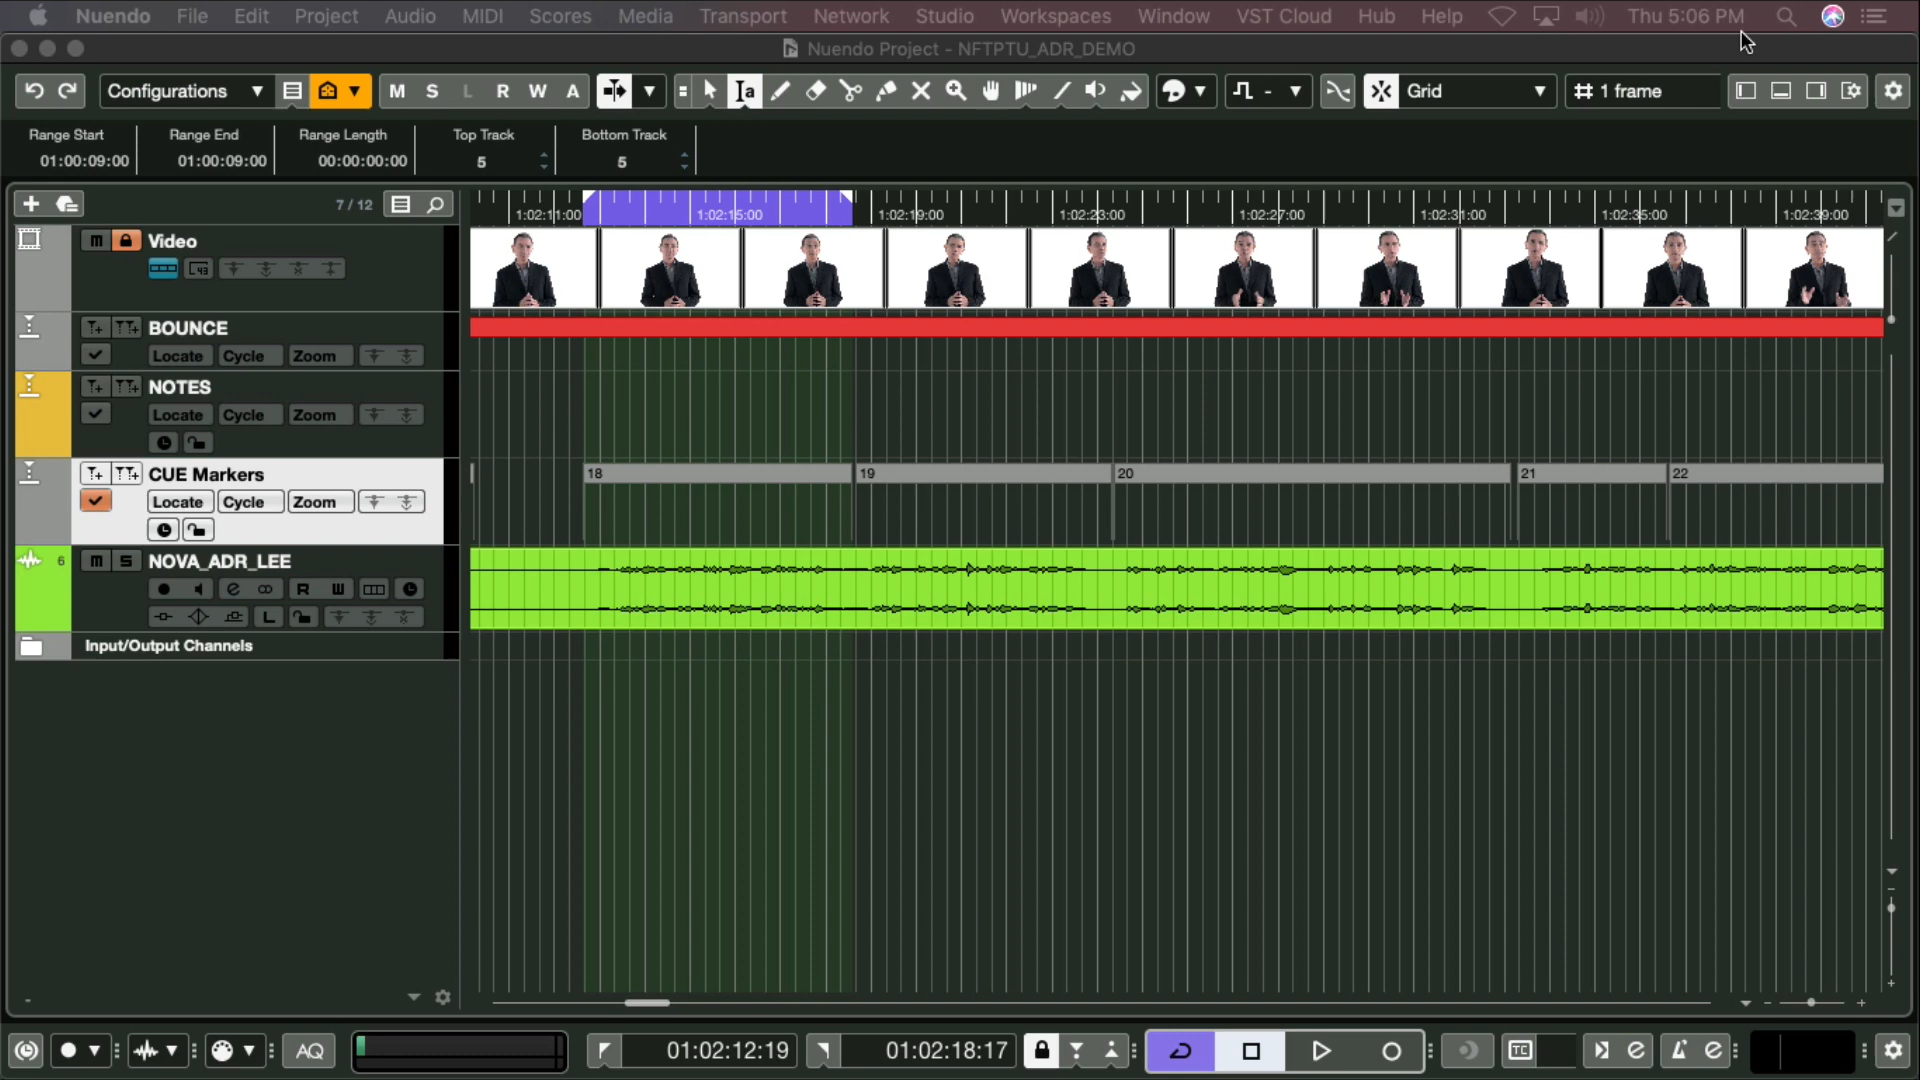 Nuendo File Edit Project Audio MIDI Scores Media Transport Network Studio Workspaces Window VST Cloud Hub Help Thu 5:06 PM
Nuendo Project - NFTPTU_ADR_DEMO
Configurations M S L R W A Grid 1 frame
Range Start Range End Range Length Top Track Bottom Track
01:00:09:00 01:00:09:00 00:00:00:00 5 5
7 / 12
1:02:11:00 1:02:15:00 1:02:19:00 1:02:23:00 1:02:27:00 1:02:31:00 1:02:35:00 1:02:39:00
m Video
BOUNCE
Locate Cycle Zoom
NOTES
Locate Cycle Zoom
CUE Markers
Locate Cycle Zoom
18 19 20 21 22
6 m S NOVA_ADR_LEE
e R W
L
Input/Output Channels
AQ 01:02:12:19 01:02:18:17 TC